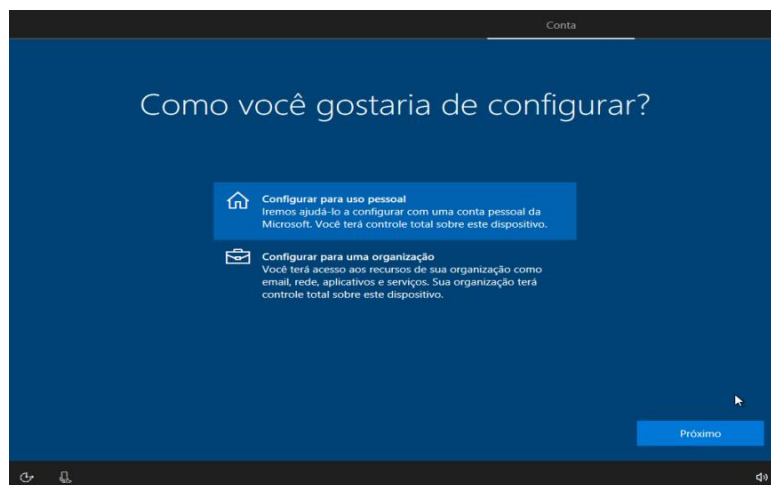 Conta
Como você gostaria de configurar?
Configurar para uso pessoal
Iremos ajudá-lo a configurar com uma conta pessoal da
Microsoft. Você terá controle total sobre este dispositivo.
Configurar para uma organização
Você terá acesso aos recursos de sua organização como
email, rede, aplicativos e serviços. Sua organização terá
controle total sobre este dispositivo.
Próximo